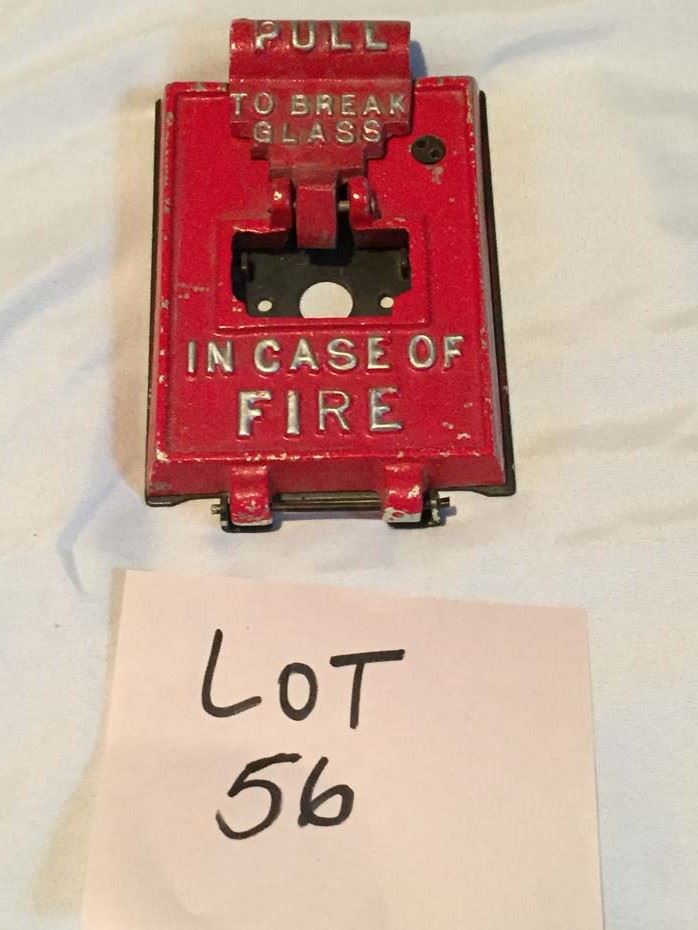 PULL
TO BREAK
GLASS
IN CASE OF
FIRE
LOT
56